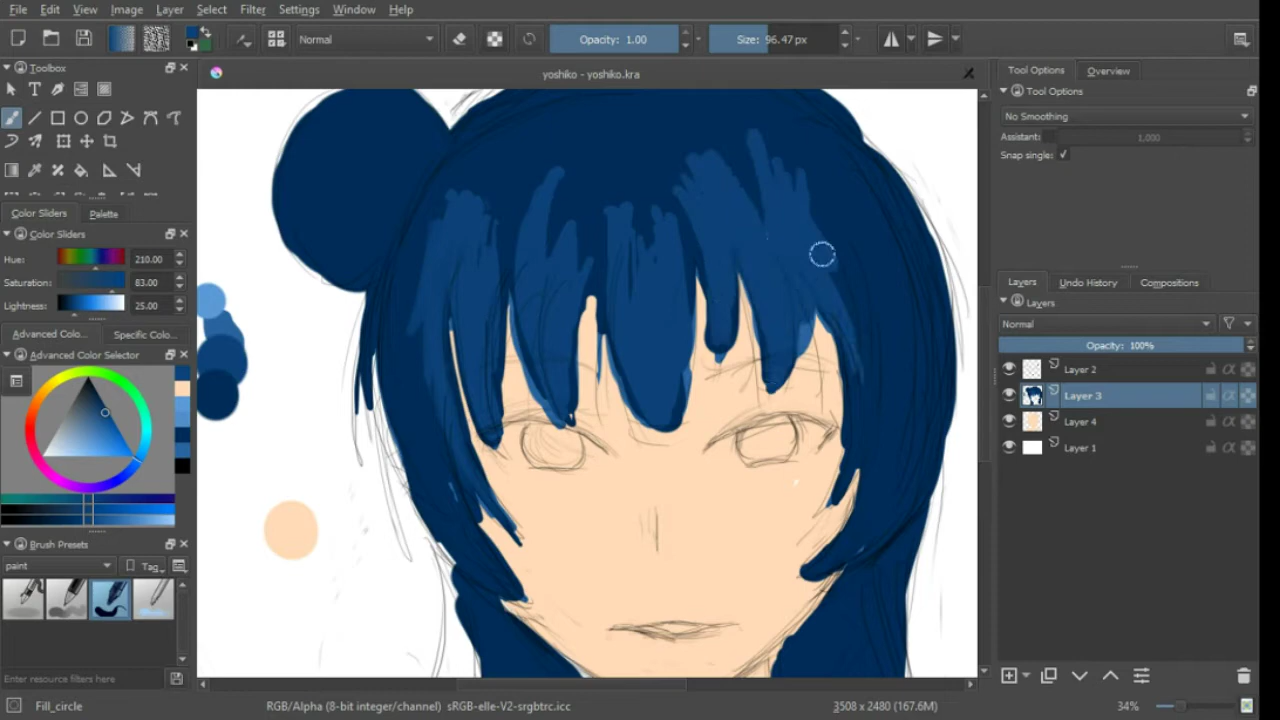 File Edit View Image Layer Select Filter Settings Window Help
Normal Opacity: 1.00 Size: 96.47 px
Toolbox
yoshiko - yoshiko.kra
Tool Options Overview
Tool Options
No Smoothing
Assistant: 1,000
Snap single: ✓
Color Sliders Palette
Color Sliders
Hue: 210.00
Saturation: 83.00
Lightness: 25.00
Advanced Colo... Specific Colo...
Advanced Color Selector
Layers Undo History Compositions
Layers
Normal
Opacity: 100%
Layer 2
Layer 3
Layer 4
Layer 1
Brush Presets
paint Tag
Enter resource filters here
Fill_circle RGB/Alpha (8-bit integer/channel) sRGB-elle-V2-srgbtrc.icc 3508 x 2480 (167.6M) 34%